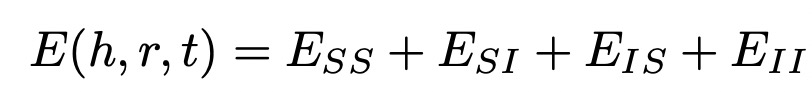 E(h, r, t) = E_{SS} + E_{SI} + E_{IS} + E_{II}